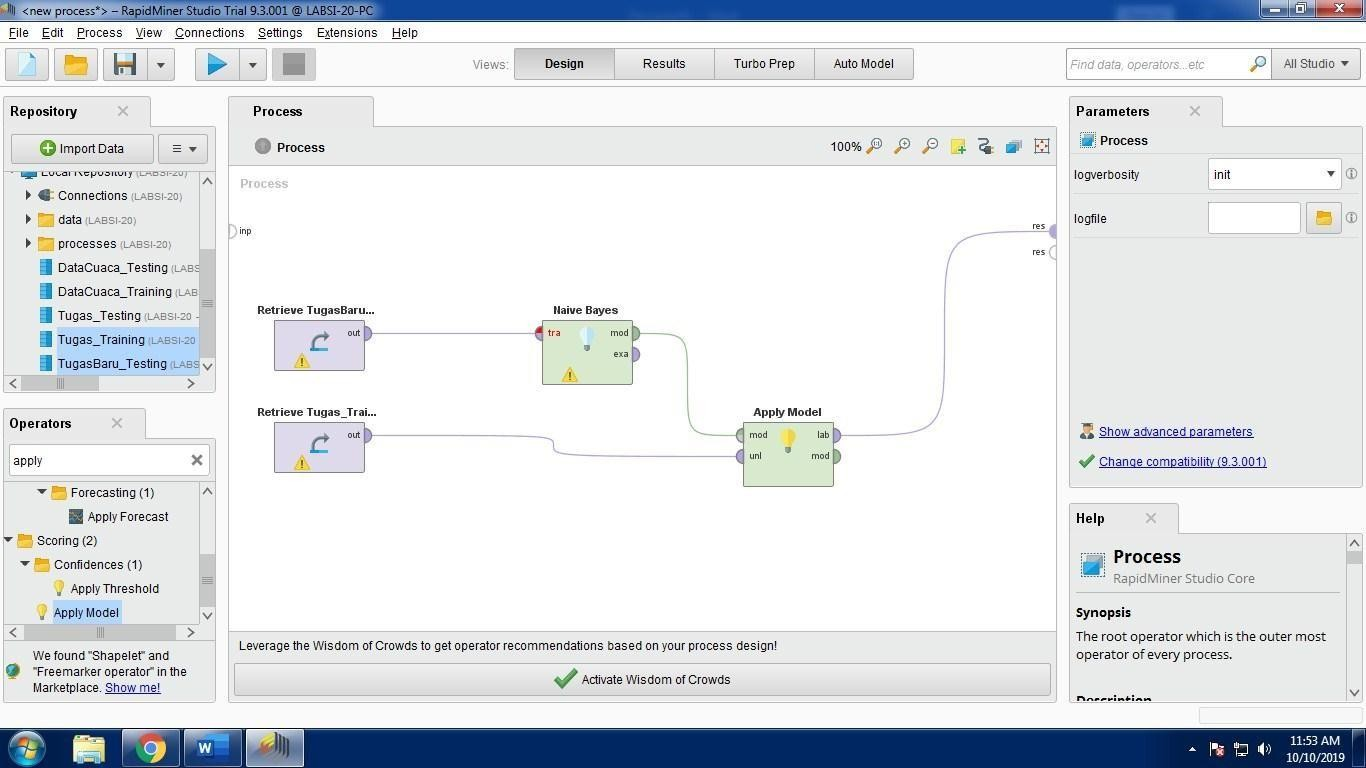 <new process*> – RapidMiner Studio Trial 9.3.001 @ LABSI-20-PC
File Edit Process View Connections Settings Extensions Help
Views: Design Results Turbo Prep Auto Model
Find data, operators...etc
All Studio
Repository
Import Data
Local Repository (LABSI-20)
Connections (LABSI-20)
data (LABSI-20)
processes (LABSI-20)
DataCuaca_Testing (LABS
DataCuaca_Training (LAB
Tugas_Testing (LABSI-20 -
Tugas_Training (LABSI-20
TugasBaru_Testing (LABS
Operators
apply
Forecasting (1)
Apply Forecast
Scoring (2)
Confidences (1)
Apply Threshold
Apply Model
We found "Shapelet" and
"Freemarker operator" in the
Marketplace. Show me!
Process
Process
100%
Process
inp
res
res
Retrieve TugasBaru...
out
Naive Bayes
tra mod
exa
Retrieve Tugas_Trai...
out
Apply Model
mod lab
unl mod
Leverage the Wisdom of Crowds to get operator recommendations based on your process design!
Activate Wisdom of Crowds
Parameters
Process
logverbosity init
logfile
Show advanced parameters
Change compatibility (9.3.001)
Help
Process
RapidMiner Studio Core
Synopsis
The root operator which is the outer most
operator of every process.
Description
11:53 AM
10/10/2019